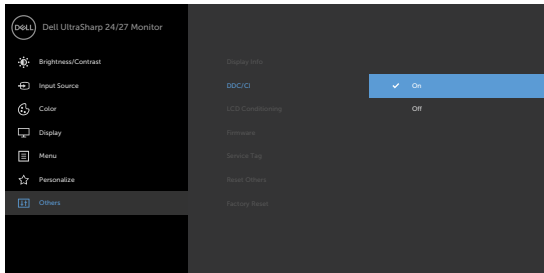 DELL Dell UltraSharp 24/27 Monitor
Brightness/Contrast
Input Source
Color
Display
Menu
Personalize
Others
Display Info
DDC/CI
LCD Conditioning
Firmware
Service Tag
Reset Others
Factory Reset
On
Off